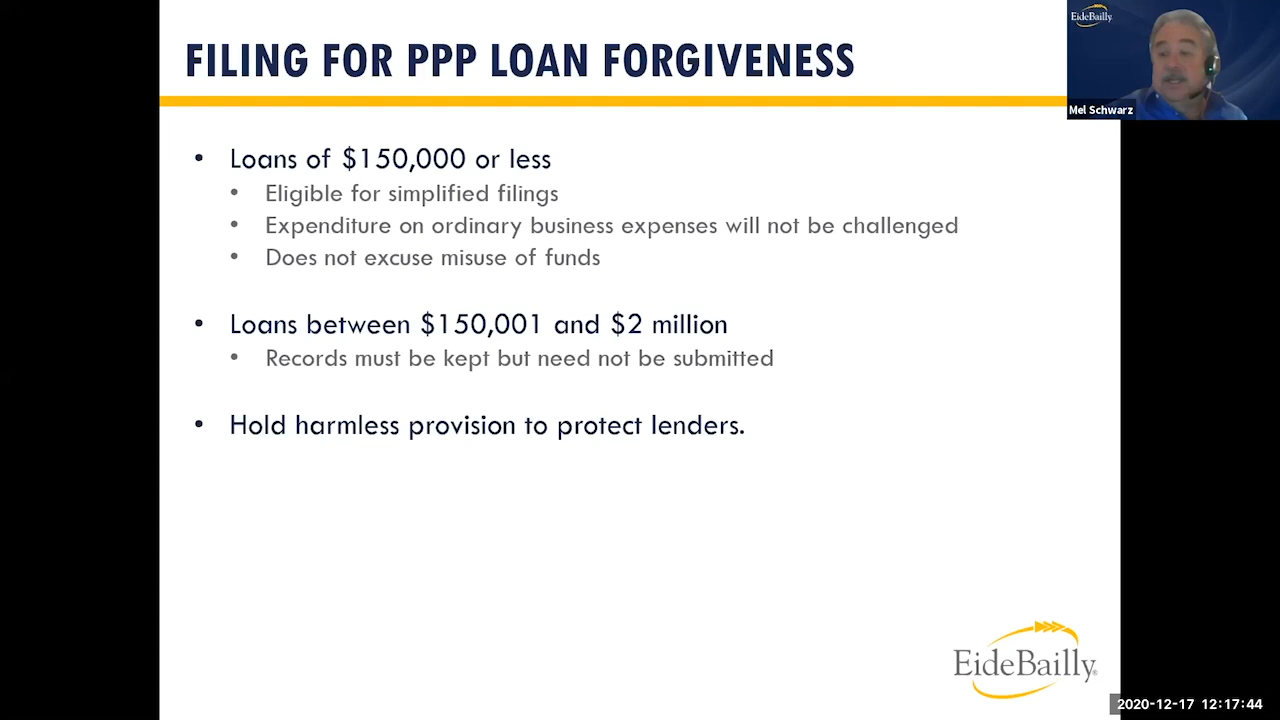 FILING FOR PPP LOAN FORGIVENESS
EideBailly
Mel Schwarz
• Loans of $150,000 or less
• Eligible for simplified filings
• Expenditure on ordinary business expenses will not be challenged
• Does not excuse misuse of funds
• Loans between $150,001 and $2 million
• Records must be kept but need not be submitted
• Hold harmless provision to protect lenders.
EideBailly®
2020-12-17 12:17:44